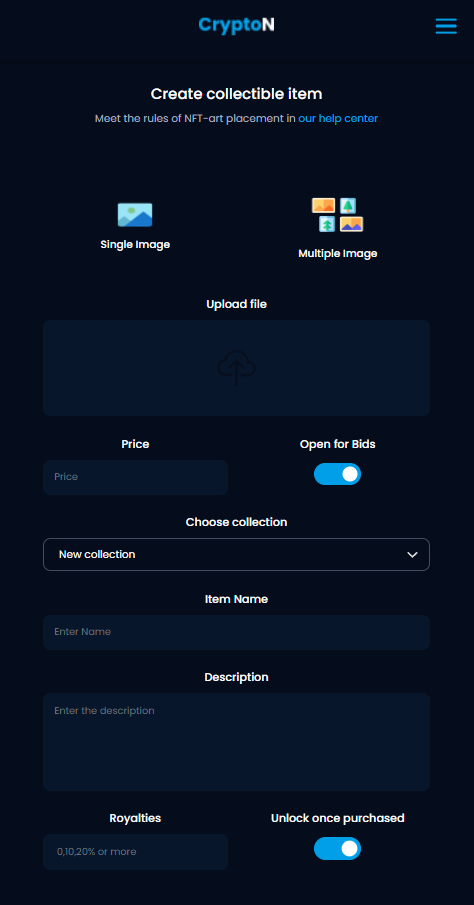 CryptoN
Create collectible item
Meet the rules of NFT-art placement in our help center
Single Image
Multiple Image
Upload file
Price
Open for Bids
Price
Choose collection
New collection
Item Name
Enter Name
Description
Enter the description
Royalties
Unlock once purchased
0,10,20% or more